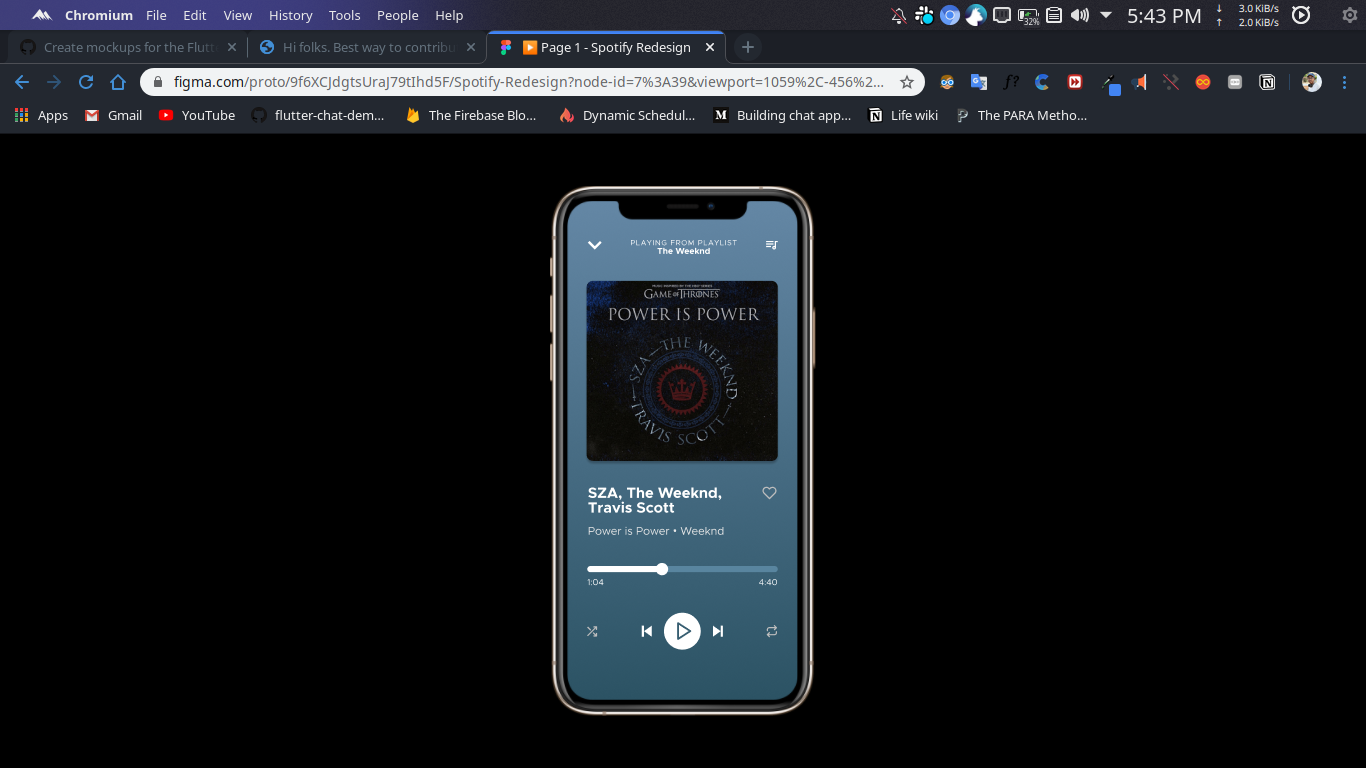 Chromium File Edit View History Tools People Help 32% 5:43 PM ↓ 3.0 KiB/s ↑ 2.0 KiB/s
Create mockups for the Flutt
Hi folks. Best way to contribu
Page 1 - Spotify Redesign
figma.com/proto/9f6XCJdgtsUraJ79tIhd5F/Spotify-Redesign?node-id=7%3A39&viewport=1059%2C-456%2...
Apps Gmail YouTube flutter-chat-dem... The Firebase Blo... Dynamic Schedul... Building chat app... Life wiki The PARA Metho...
PLAYING FROM PLAYLIST
The Weeknd
MUSIC INSPIRED BY THE HBO SERIES
GAME OF THRONES
POWER IS POWER
SZA—THE WEEKND—TRAVIS SCOTT—
SZA, The Weeknd,
Travis Scott
Power is Power • Weeknd
1:04 4:40